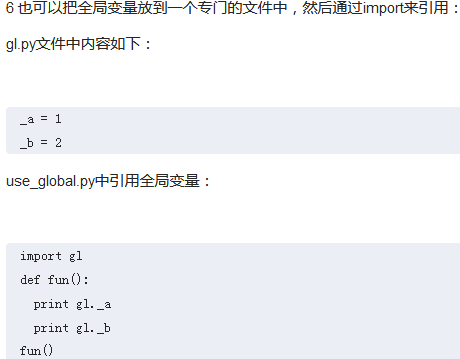 6 也可以把全局变量放到一个专门的文件中，然后通过import来引用：
gl.py文件中内容如下：
_a = 1
_b = 2
use_global.py中引用全局变量：
import gl
def fun():
  print gl._a
  print gl._b
fun()